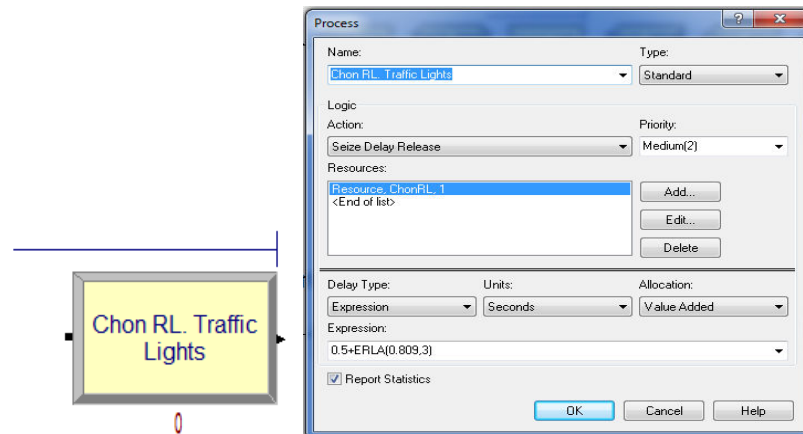 Process
Name:
Type:
Chon RL. Traffic Lights
Standard
Logic
Action:
Priority:
Seize Delay Release
Medium(2)
Resources:
Resource, ChonRL, 1
<End of list>
Add...
Edit...
Delete
Delay Type:
Units:
Allocation:
Expression
Seconds
Value Added
Expression:
0.5+ERLA(0.809,3)
Report Statistics
OK
Cancel
Help
Chon RL. Traffic
Lights
0